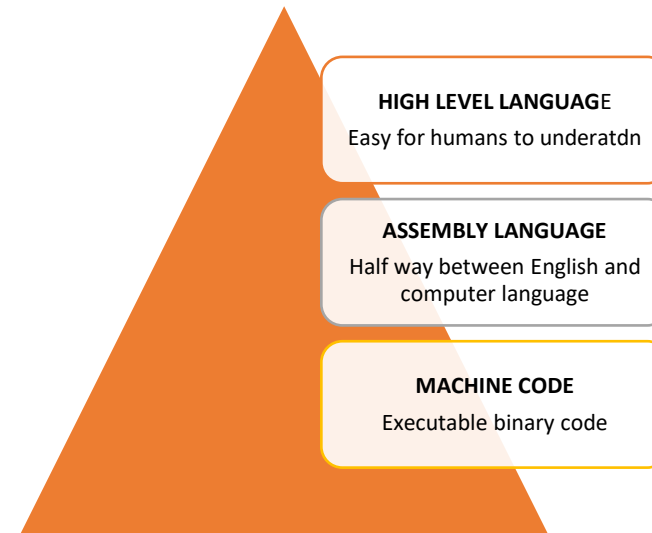 HIGH LEVEL LANGUAGE
Easy for humans to underatdn
ASSEMBLY LANGUAGE
Half way between English and
computer language
MACHINE CODE
Executable binary code